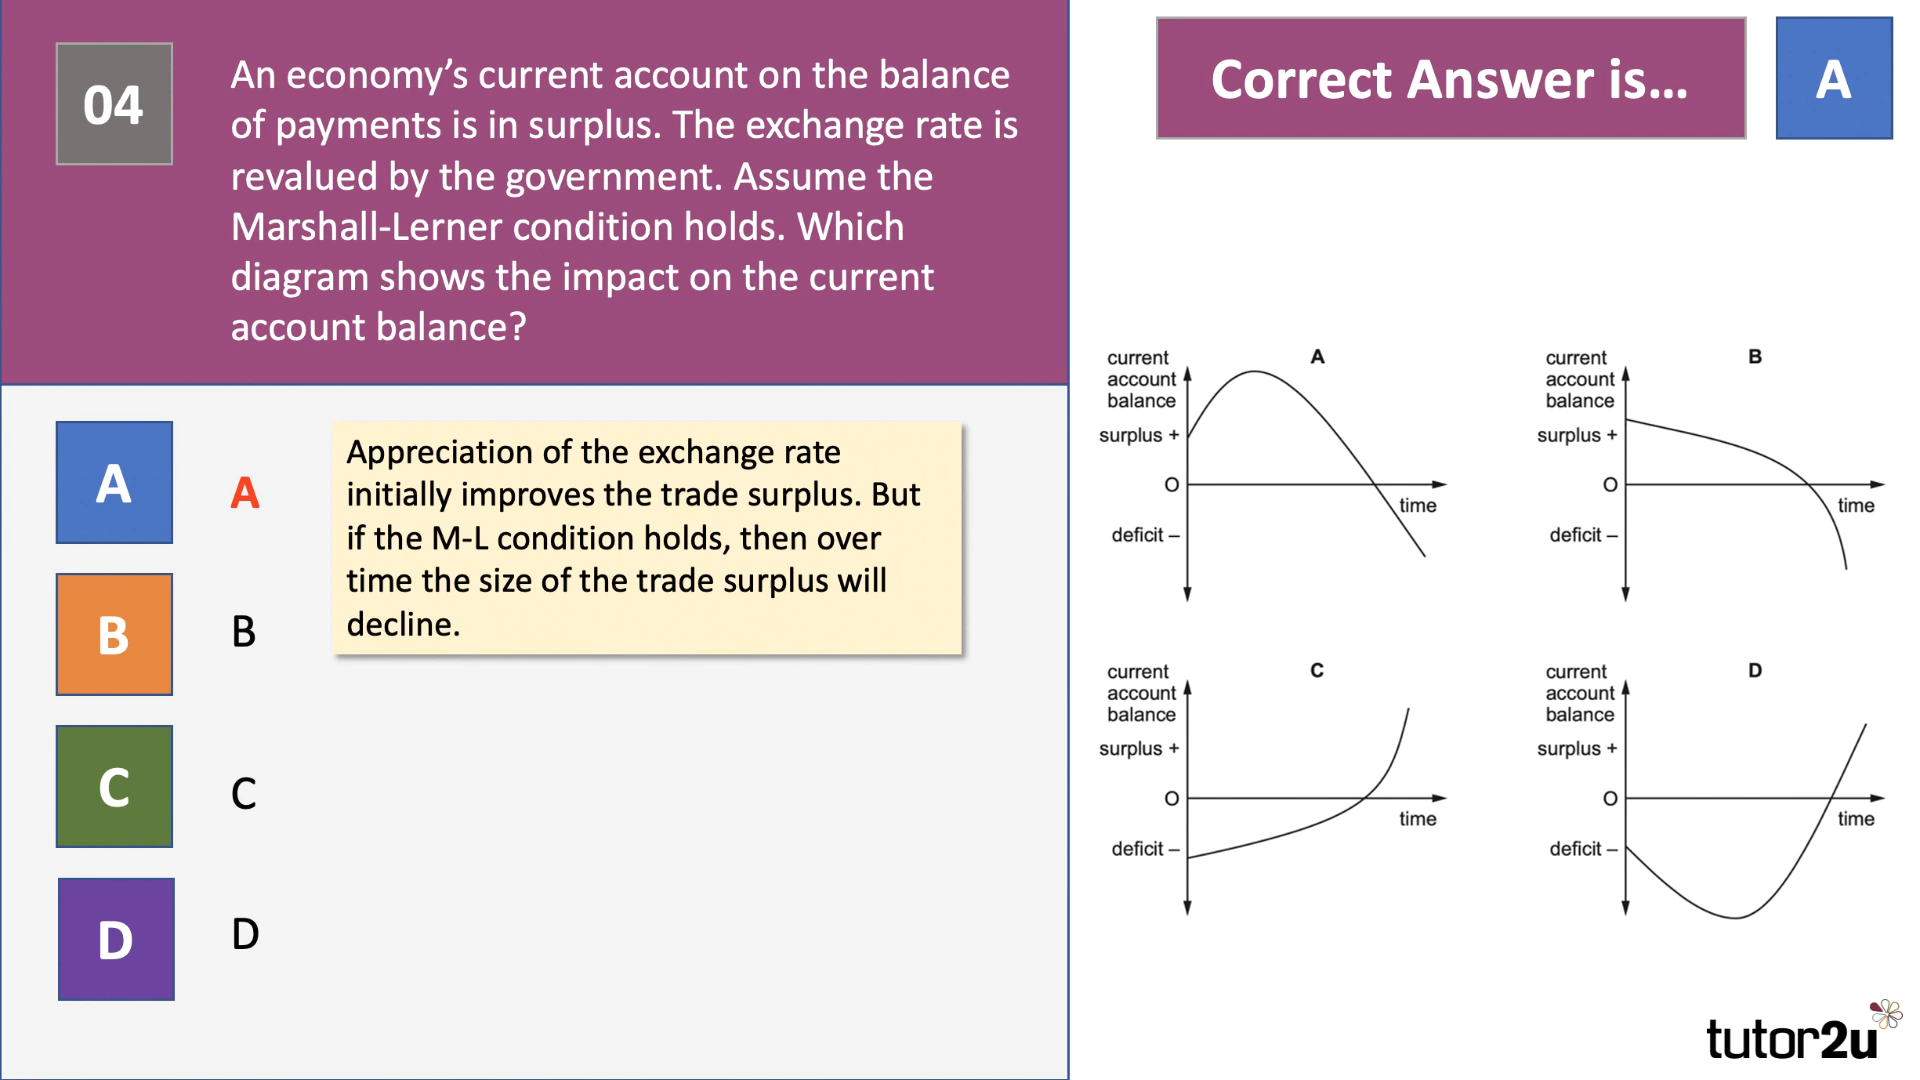 04
An economy’s current account on the balance
of payments is in surplus. The exchange rate is
revalued by the government. Assume the
Marshall-Lerner condition holds. Which
diagram shows the impact on the current
account balance?
A
A
Appreciation of the exchange rate
initially improves the trade surplus. But
if the M-L condition holds, then over
time the size of the trade surplus will
decline.
B
B
C
C
D
D
Correct Answer is...
A
A
current
account
balance
surplus +
O
time
deficit –
B
current
account
balance
surplus +
O
time
deficit –
C
current
account
balance
surplus +
O
time
deficit –
D
current
account
balance
surplus +
O
time
deficit –
tutor2u